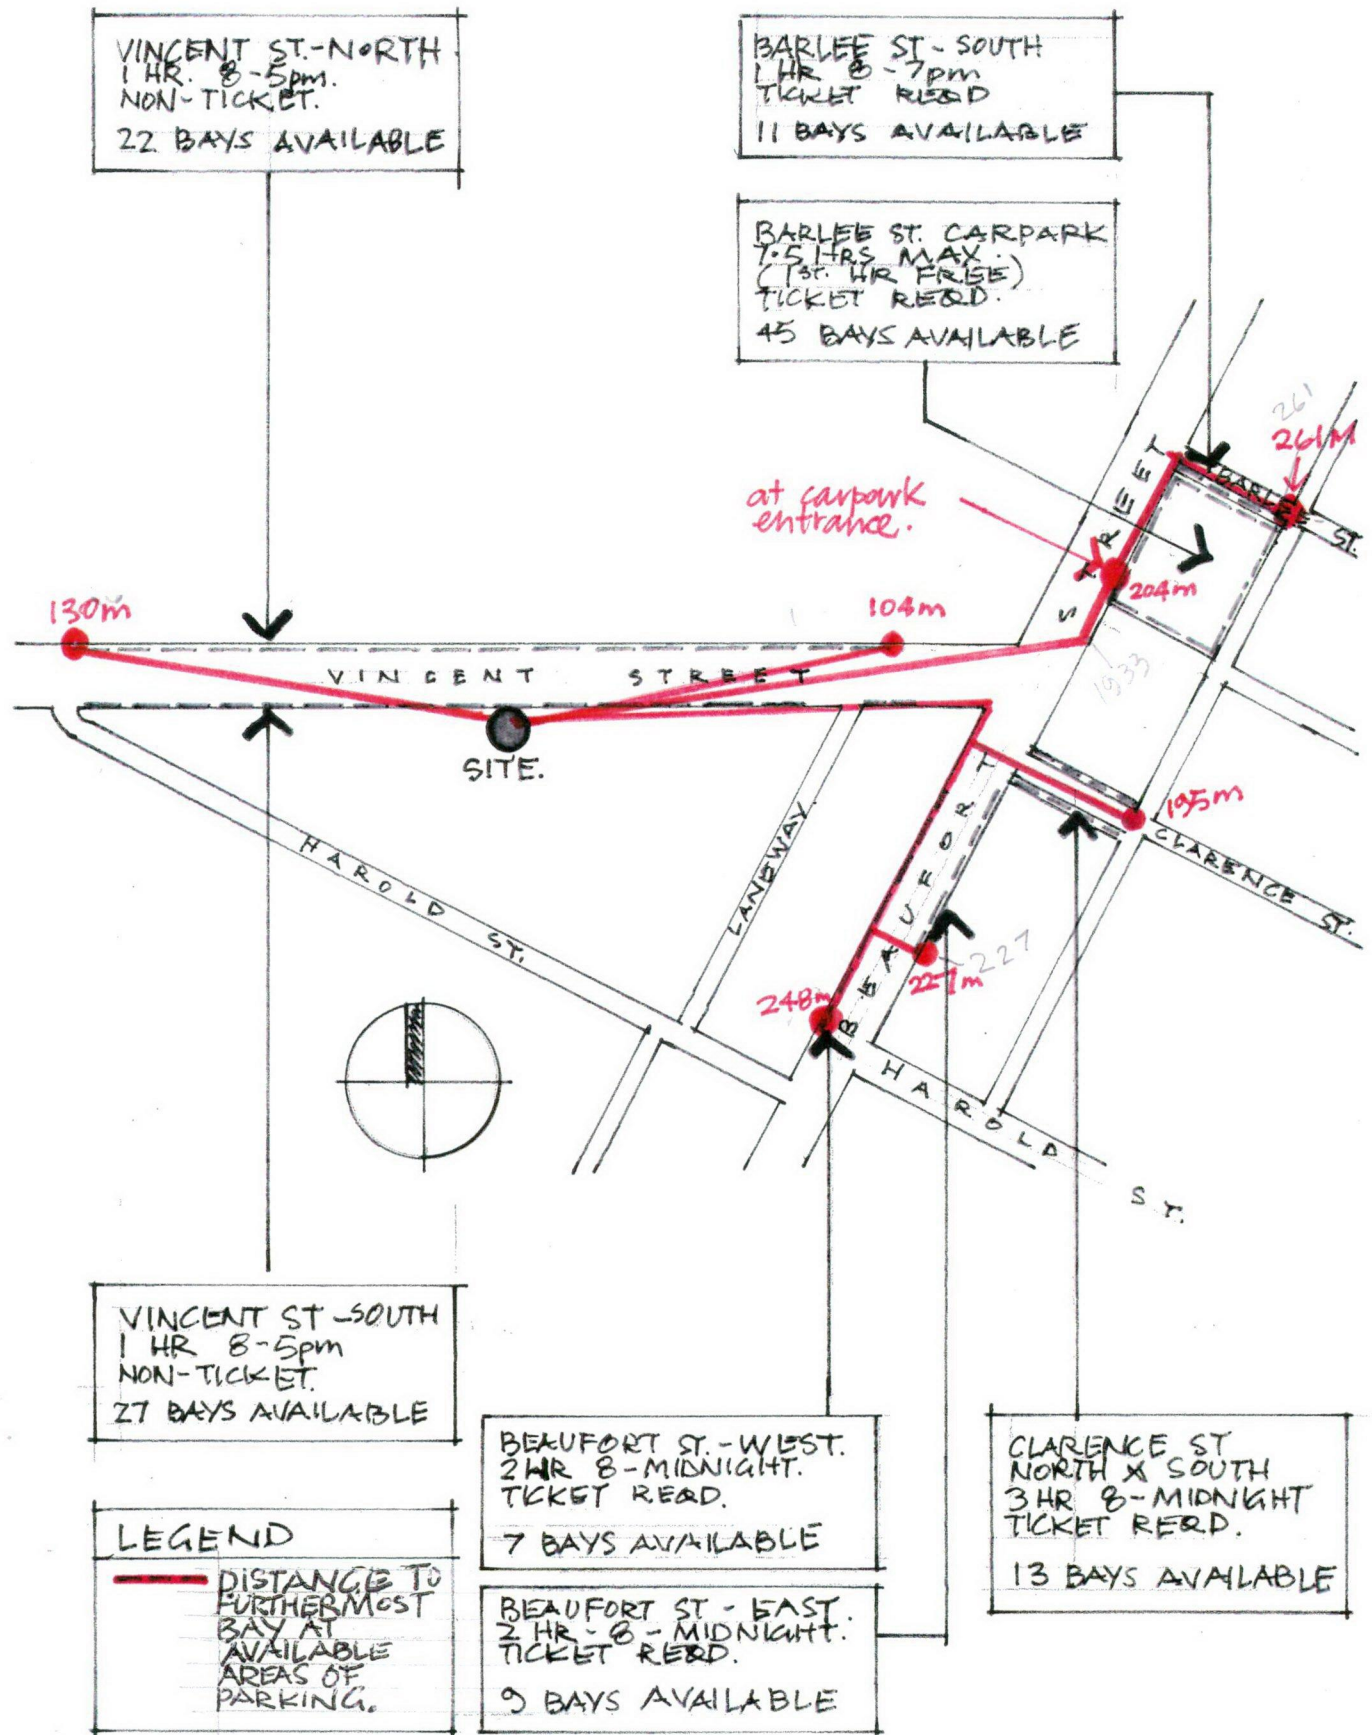 VINCENT ST.-NORTH
1 HR. 8-5pm.
NON-TICKET.
22 BAYS AVAILABLE
BARLEE ST - SOUTH
1 HR 8-7pm
TICKET REQD
11 BAYS AVAILABLE
BARLEE ST. CARPARK
7.5 HRS MAX.
(1ST. HR FREE)
TICKET REQD.
45 BAYS AVAILABLE
261
261M
BARLEE
ST.
at carpark
entrance.
204m
1933
130m
104m
VINCENT STREET
SITE.
STREET
BEAUFORT
195m
CLARENCE
ST.
LANEWAY
HAROLD
ST.
227
227m
248m
HAROLD
ST.
VINCENT ST - SOUTH
1 HR 8-5pm
NON-TICKET.
27 BAYS AVAILABLE
BEAUFORT ST. - WEST.
2 HR 8-MIDNIGHT.
TICKET REQD.
7 BAYS AVAILABLE
CLARENCE ST
NORTH & SOUTH
3 HR 8-MIDNIGHT
TICKET REQD.
13 BAYS AVAILABLE
LEGEND
DISTANCE TO
FURTHERMOST
BAY AT
AVAILABLE
AREAS OF
PARKING.
BEAUFORT ST - EAST.
2 HR - 8 - MIDNIGHT.
TICKET REQD.
9 BAYS AVAILABLE